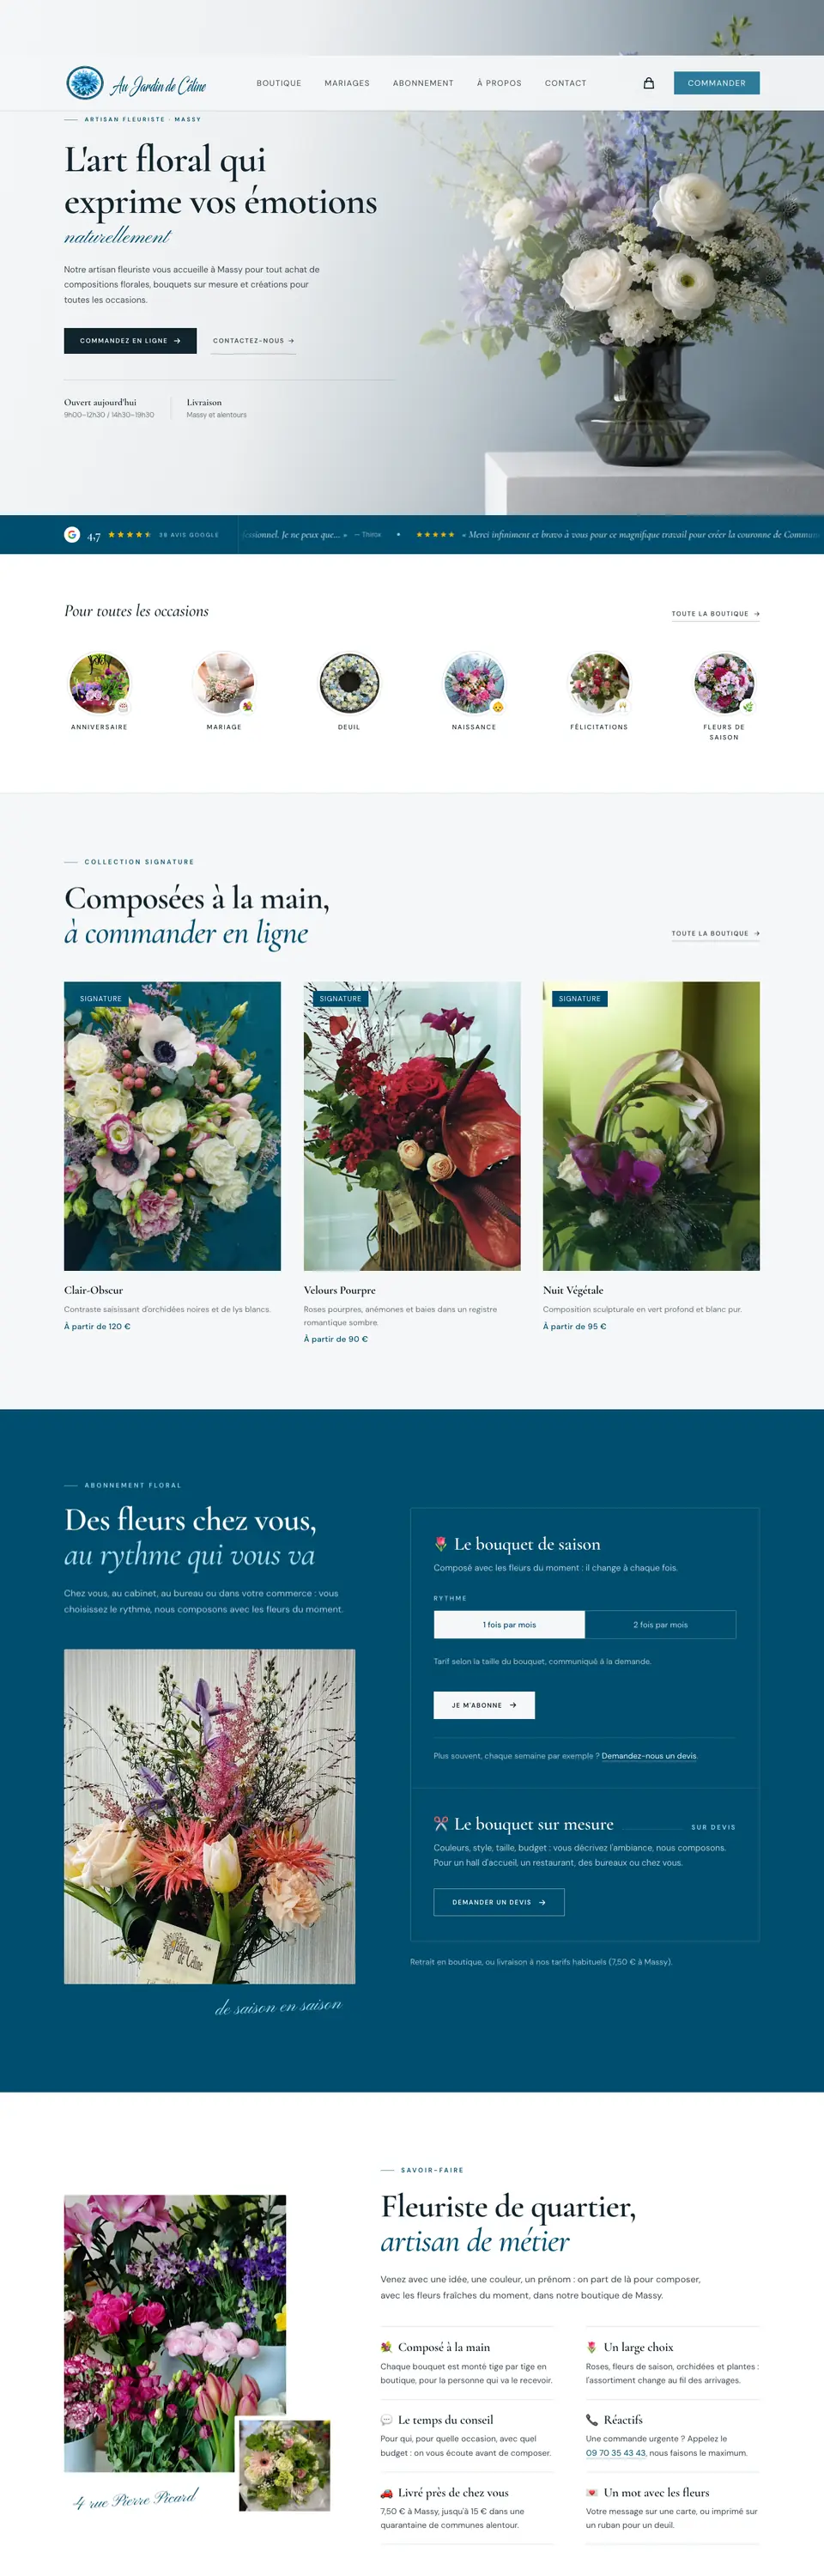 Au Jardin de Céline
BOUTIQUE
MARIAGES
ABONNEMENT
À PROPOS
CONTACT
COMMANDER
ARTISAN FLEURISTE · MASSY
L'art floral qui
exprime vos émotions
naturellement
Notre artisan fleuriste vous accueille à Massy pour tout achat de
compositions florales, bouquets sur mesure et créations pour
toutes les occasions.
COMMANDEZ EN LIGNE →
CONTACTEZ-NOUS →
Ouvert aujourd'hui
9h00–12h30 / 14h30–19h30
Livraison
Massy et alentours
4,7
38 AVIS GOOGLE
Je ne peux que... »
— Thirox
« Merci infiniment et bravo à vous pour ce magnifique travail pour créer la couronne de
Pour toutes les occasions
TOUTE LA BOUTIQUE →
ANNIVERSAIRE
MARIAGE
DEUIL
NAISSANCE
FÉLICITATIONS
FLEURS DE
SAISON
COLLECTION SIGNATURE
Composées à la main,
à commander en ligne
TOUTE LA BOUTIQUE →
SIGNATURE
SIGNATURE
SIGNATURE
Clair-Obscur
Contraste saisissant d'orchidées noires et de lys blancs.
À partir de 120 €
Velours Pourpre
Roses pourpres, anémones et baies dans un registre
romantique sombre.
À partir de 90 €
Nuit Végétale
Composition sculpturale en vert profond et blanc pur.
À partir de 95 €
ABONNEMENT FLORAL
Des fleurs chez vous,
au rythme qui vous va
Chez vous, au cabinet, au bureau ou dans votre commerce : vous
choisissez le rythme, nous composons avec les fleurs du moment.
de Céline
de saison en saison
Le bouquet de saison
Composé avec les fleurs du moment : il change à chaque fois.
RYTHME
1 fois par mois
2 fois par mois
Tarif selon la taille du bouquet, communiqué à la demande.
JE M'ABONNE →
Plus souvent, chaque semaine par exemple ? Demandez-nous un devis.
Le bouquet sur mesure
SUR DEVIS
Couleurs, style, taille, budget : vous décrivez l'ambiance, nous composons.
Pour un hall d'accueil, un restaurant, des bureaux ou chez vous.
DEMANDER UN DEVIS →
Retrait en boutique, ou livraison à nos tarifs habituels (7,50 € à Massy).
4 rue Pierre Picard
SAVOIR-FAIRE
Fleuriste de quartier,
artisan de métier
Venez avec une idée, une couleur, un prénom : on part de là pour composer,
avec les fleurs fraîches du moment, dans notre boutique de Massy.
Composé à la main
Chaque bouquet est monté tige par tige en
boutique, pour la personne qui va le recevoir.
Un large choix
Roses, fleurs de saison, orchidées et plantes :
l'assortiment change au fil des arrivages.
Le temps du conseil
Pour qui, pour quelle occasion, avec quel
budget : on vous écoute avant de composer.
Réactifs
Une commande urgente ? Appelez le
09 70 35 43 43, nous faisons le maximum.
Livré près de chez vous
7,50 € à Massy, jusqu'à 15 € dans une
quarantaine de communes alentour.
Un mot avec les fleurs
Votre message sur une carte, ou imprimé sur
un ruban pour un deuil.